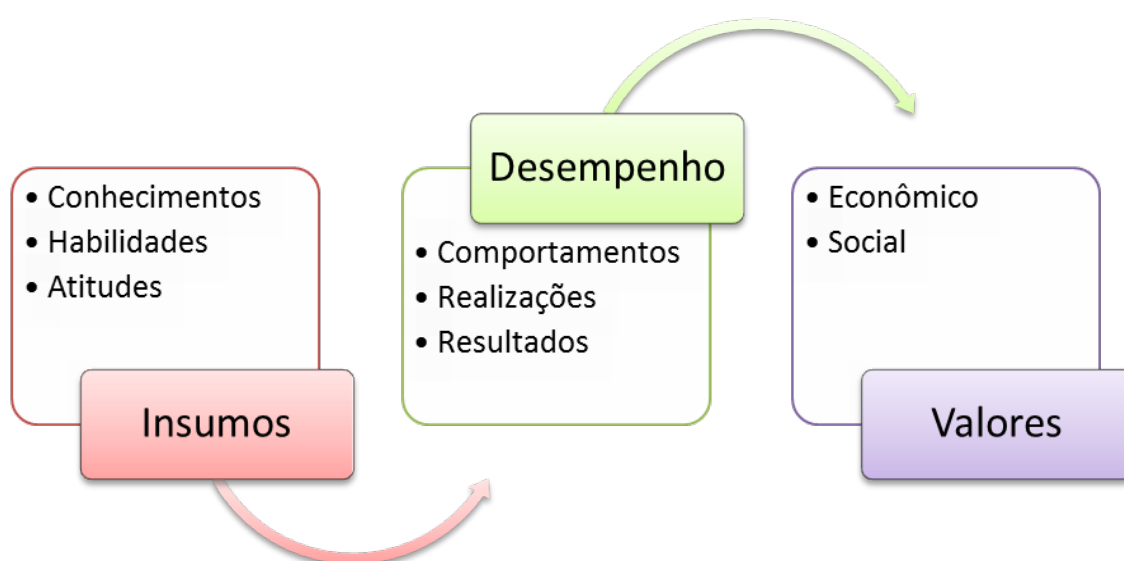 • Conhecimentos
• Habilidades
• Atitudes
Insumos
Desempenho
• Comportamentos
• Realizações
• Resultados
• Econômico
• Social
Valores